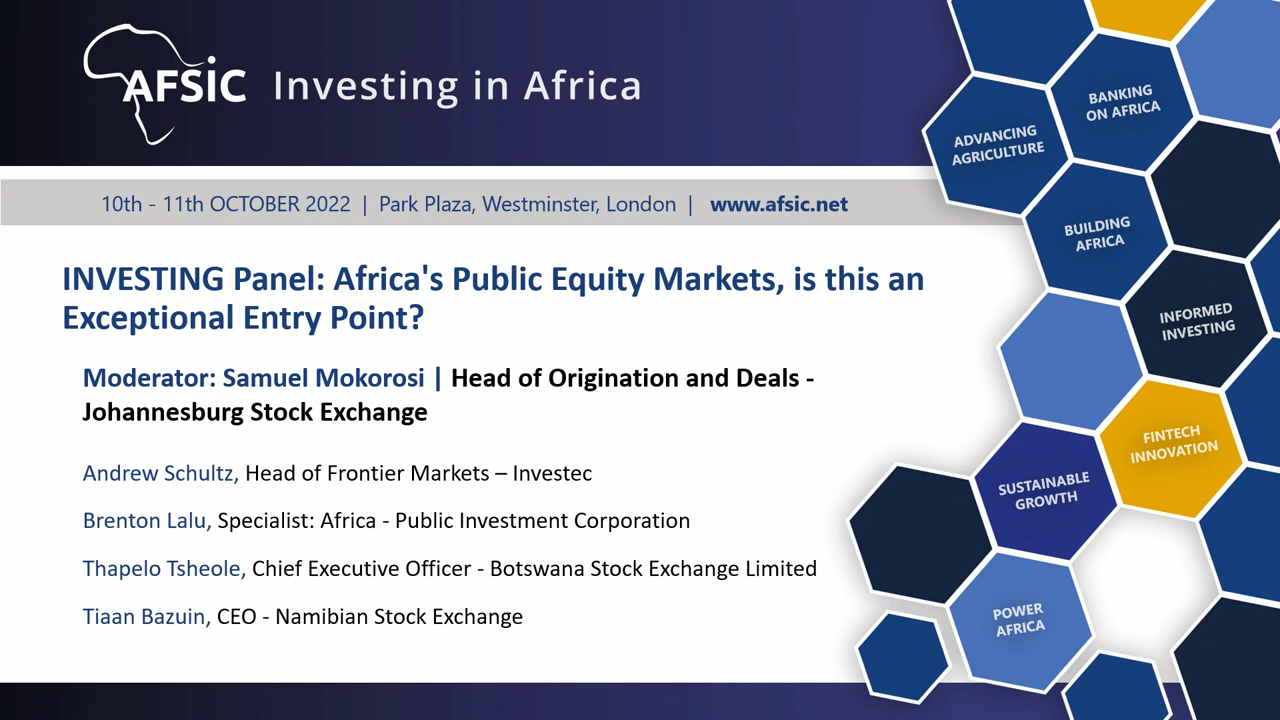 AFSIC Investing in Africa
10th - 11th OCTOBER 2022 | Park Plaza, Westminster, London | www.afsic.net
INVESTING Panel: Africa's Public Equity Markets, is this an
Exceptional Entry Point?
Moderator: Samuel Mokorosi | Head of Origination and Deals -
Johannesburg Stock Exchange
Andrew Schultz, Head of Frontier Markets – Investec
Brenton Lalu, Specialist: Africa - Public Investment Corporation
Thapelo Tsheole, Chief Executive Officer - Botswana Stock Exchange Limited
Tiaan Bazuin, CEO - Namibian Stock Exchange
BANKING
ON AFRICA
ADVANCING
AGRICULTURE
BUILDING
AFRICA
INFORMED
INVESTING
FINTECH
INNOVATION
SUSTAINABLE
GROWTH
POWER
AFRICA